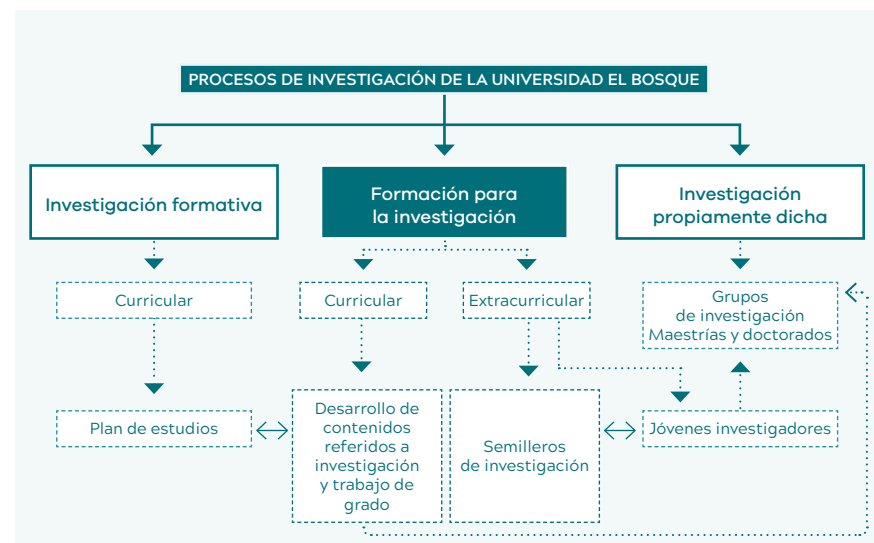 PROCESOS DE INVESTIGACIÓN DE LA UNIVERSIDAD EL BOSQUE
Investigación formativa
Formación para
la investigación
Investigación
propiamente dicha
Curricular
Curricular
Extracurricular
Grupos
de investigación
Maestrías y doctorados
Plan de estudios
Desarrollo de
contenidos
referidos a
investigación
y trabajo de
grado
Semilleros
de investigación
Jóvenes investigadores